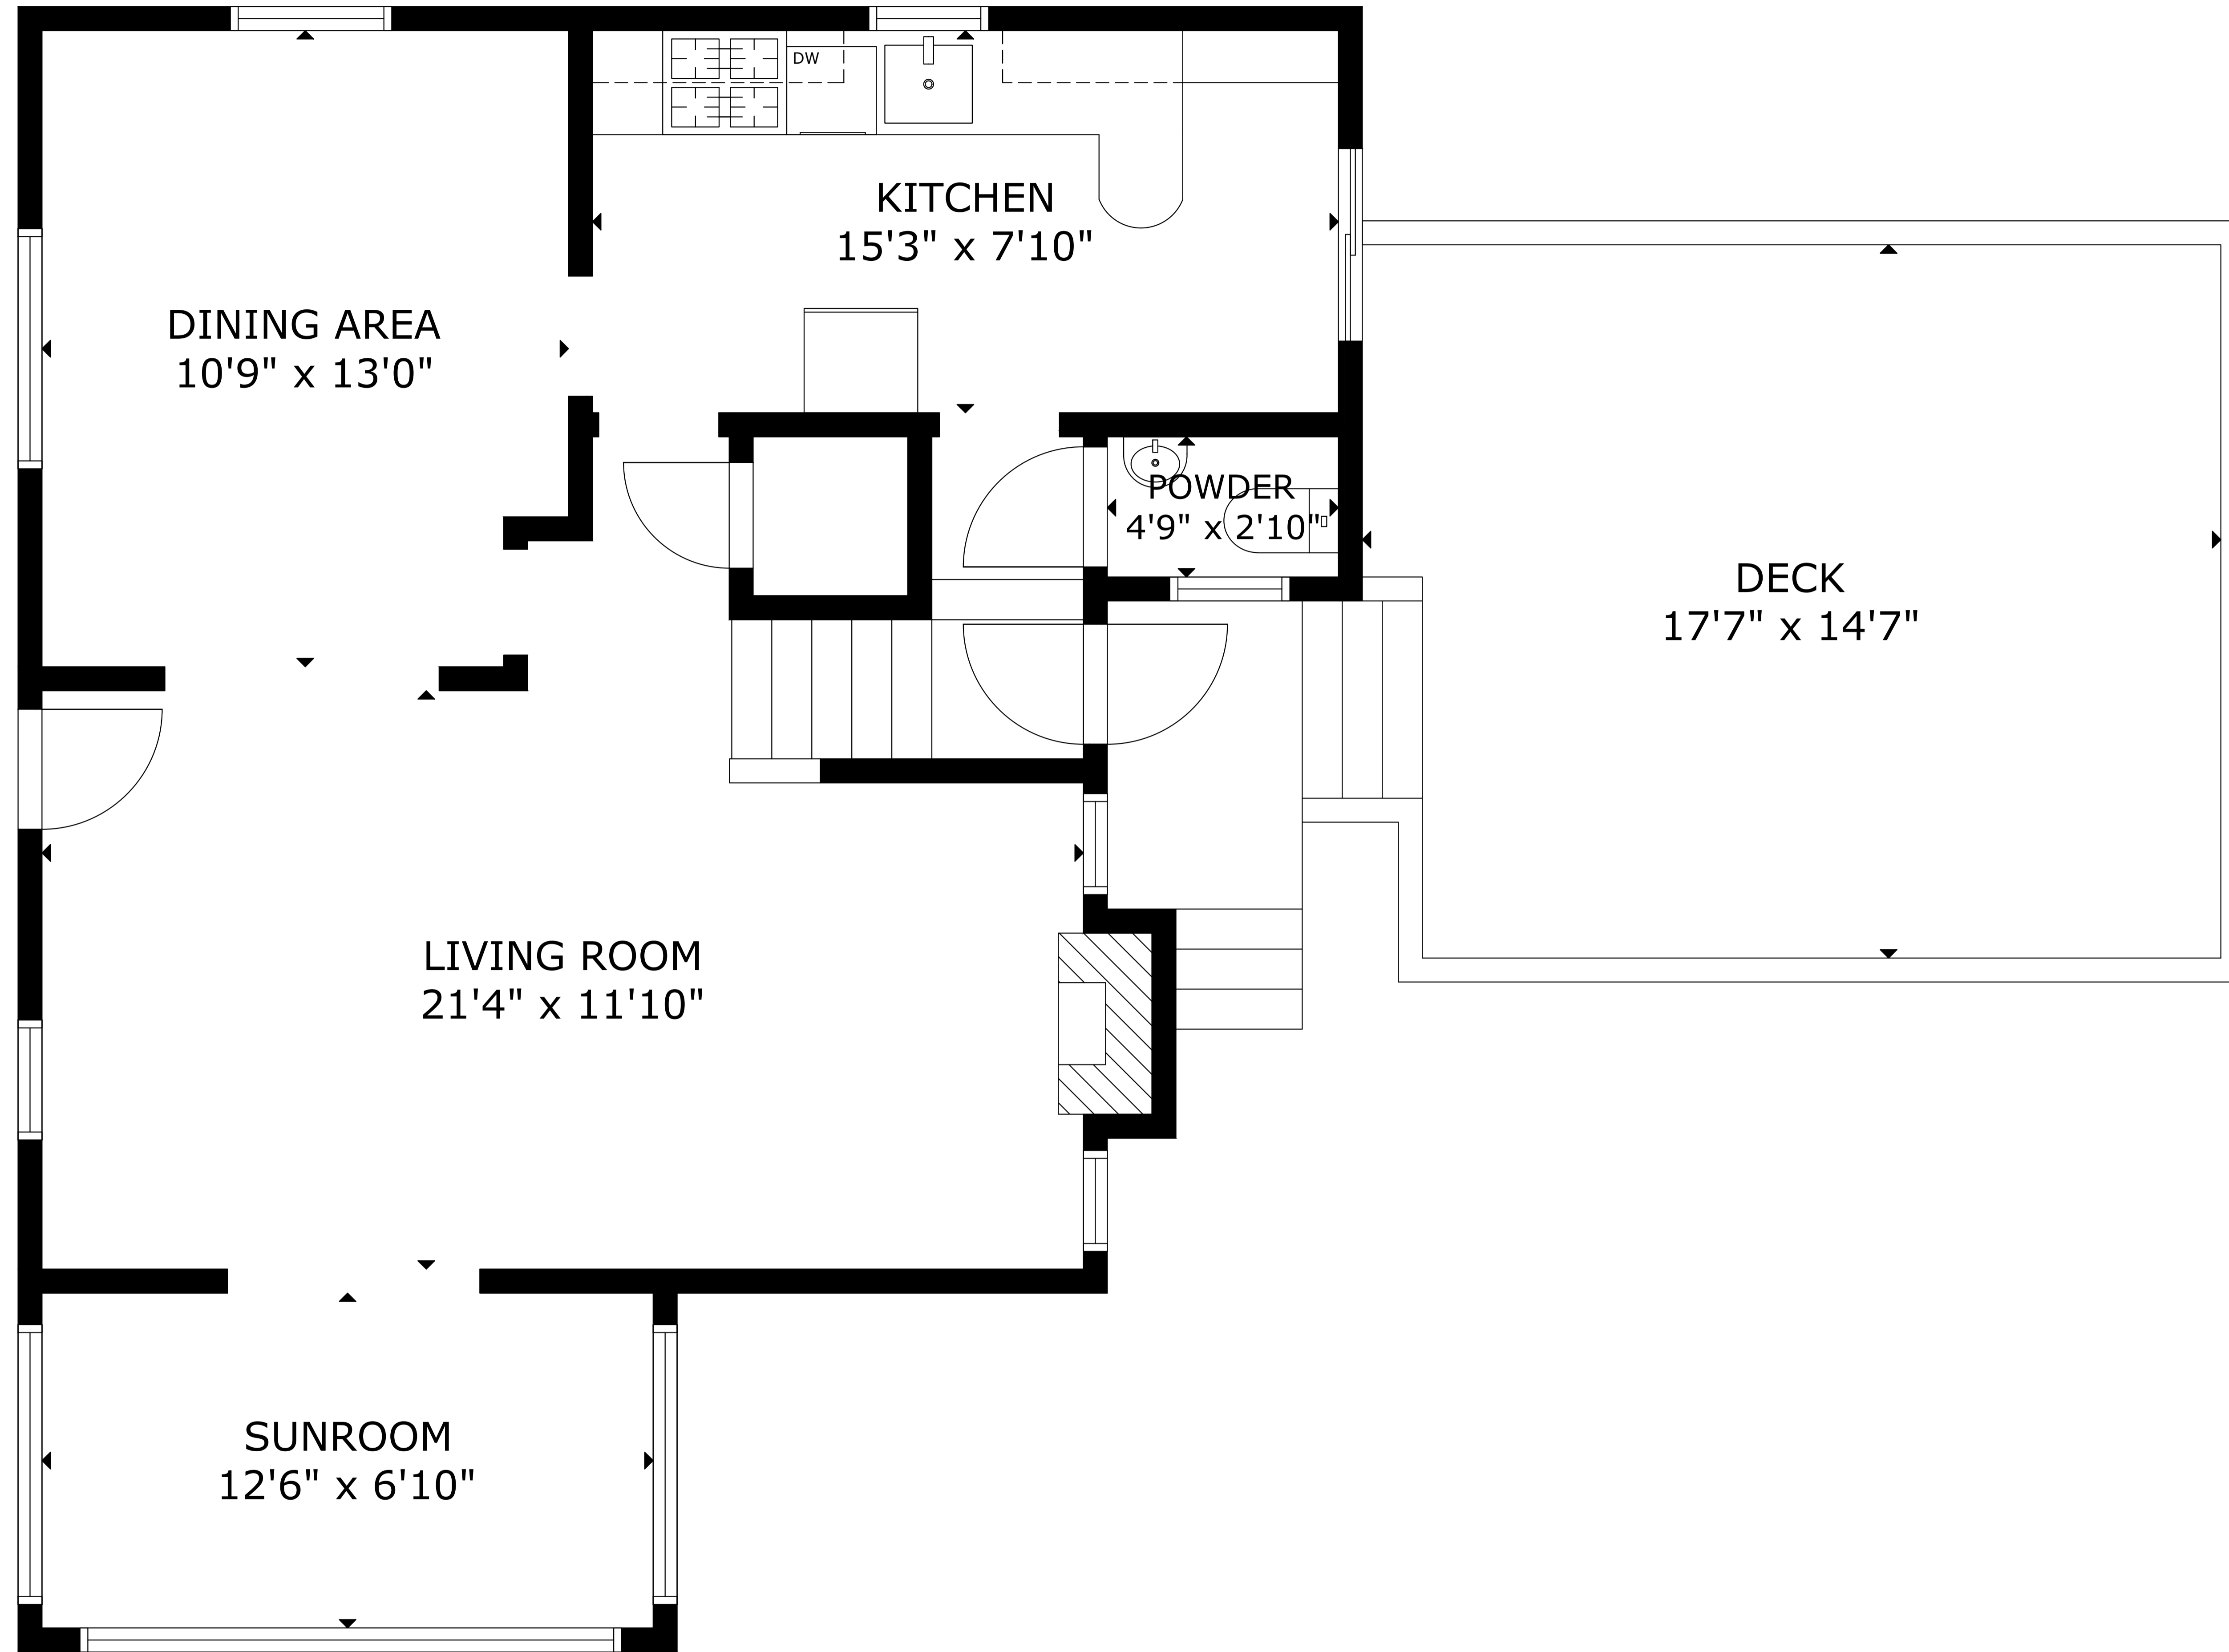 DW
KITCHEN
15'3" x 7'10"
DINING AREA
10'9" x 13'0"
POWDER
4'9" x 2'10"
DECK
17'7" x 14'7"
LIVING ROOM
21'4" x 11'10"
SUNROOM
12'6" x 6'10"